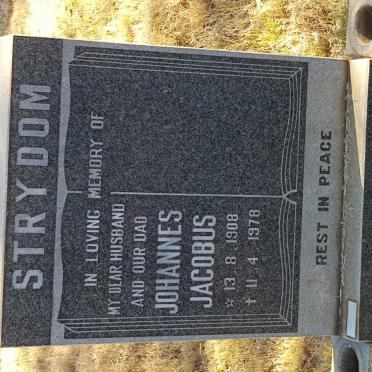 STRYDOM
IN LOVING MEMORY OF
MY DEAR HUSBAND
AND OUR DAD
JOHANNES
JACOBUS
☆ 13. 8. 1908
✝ 11. 4. 1978
REST IN PEACE